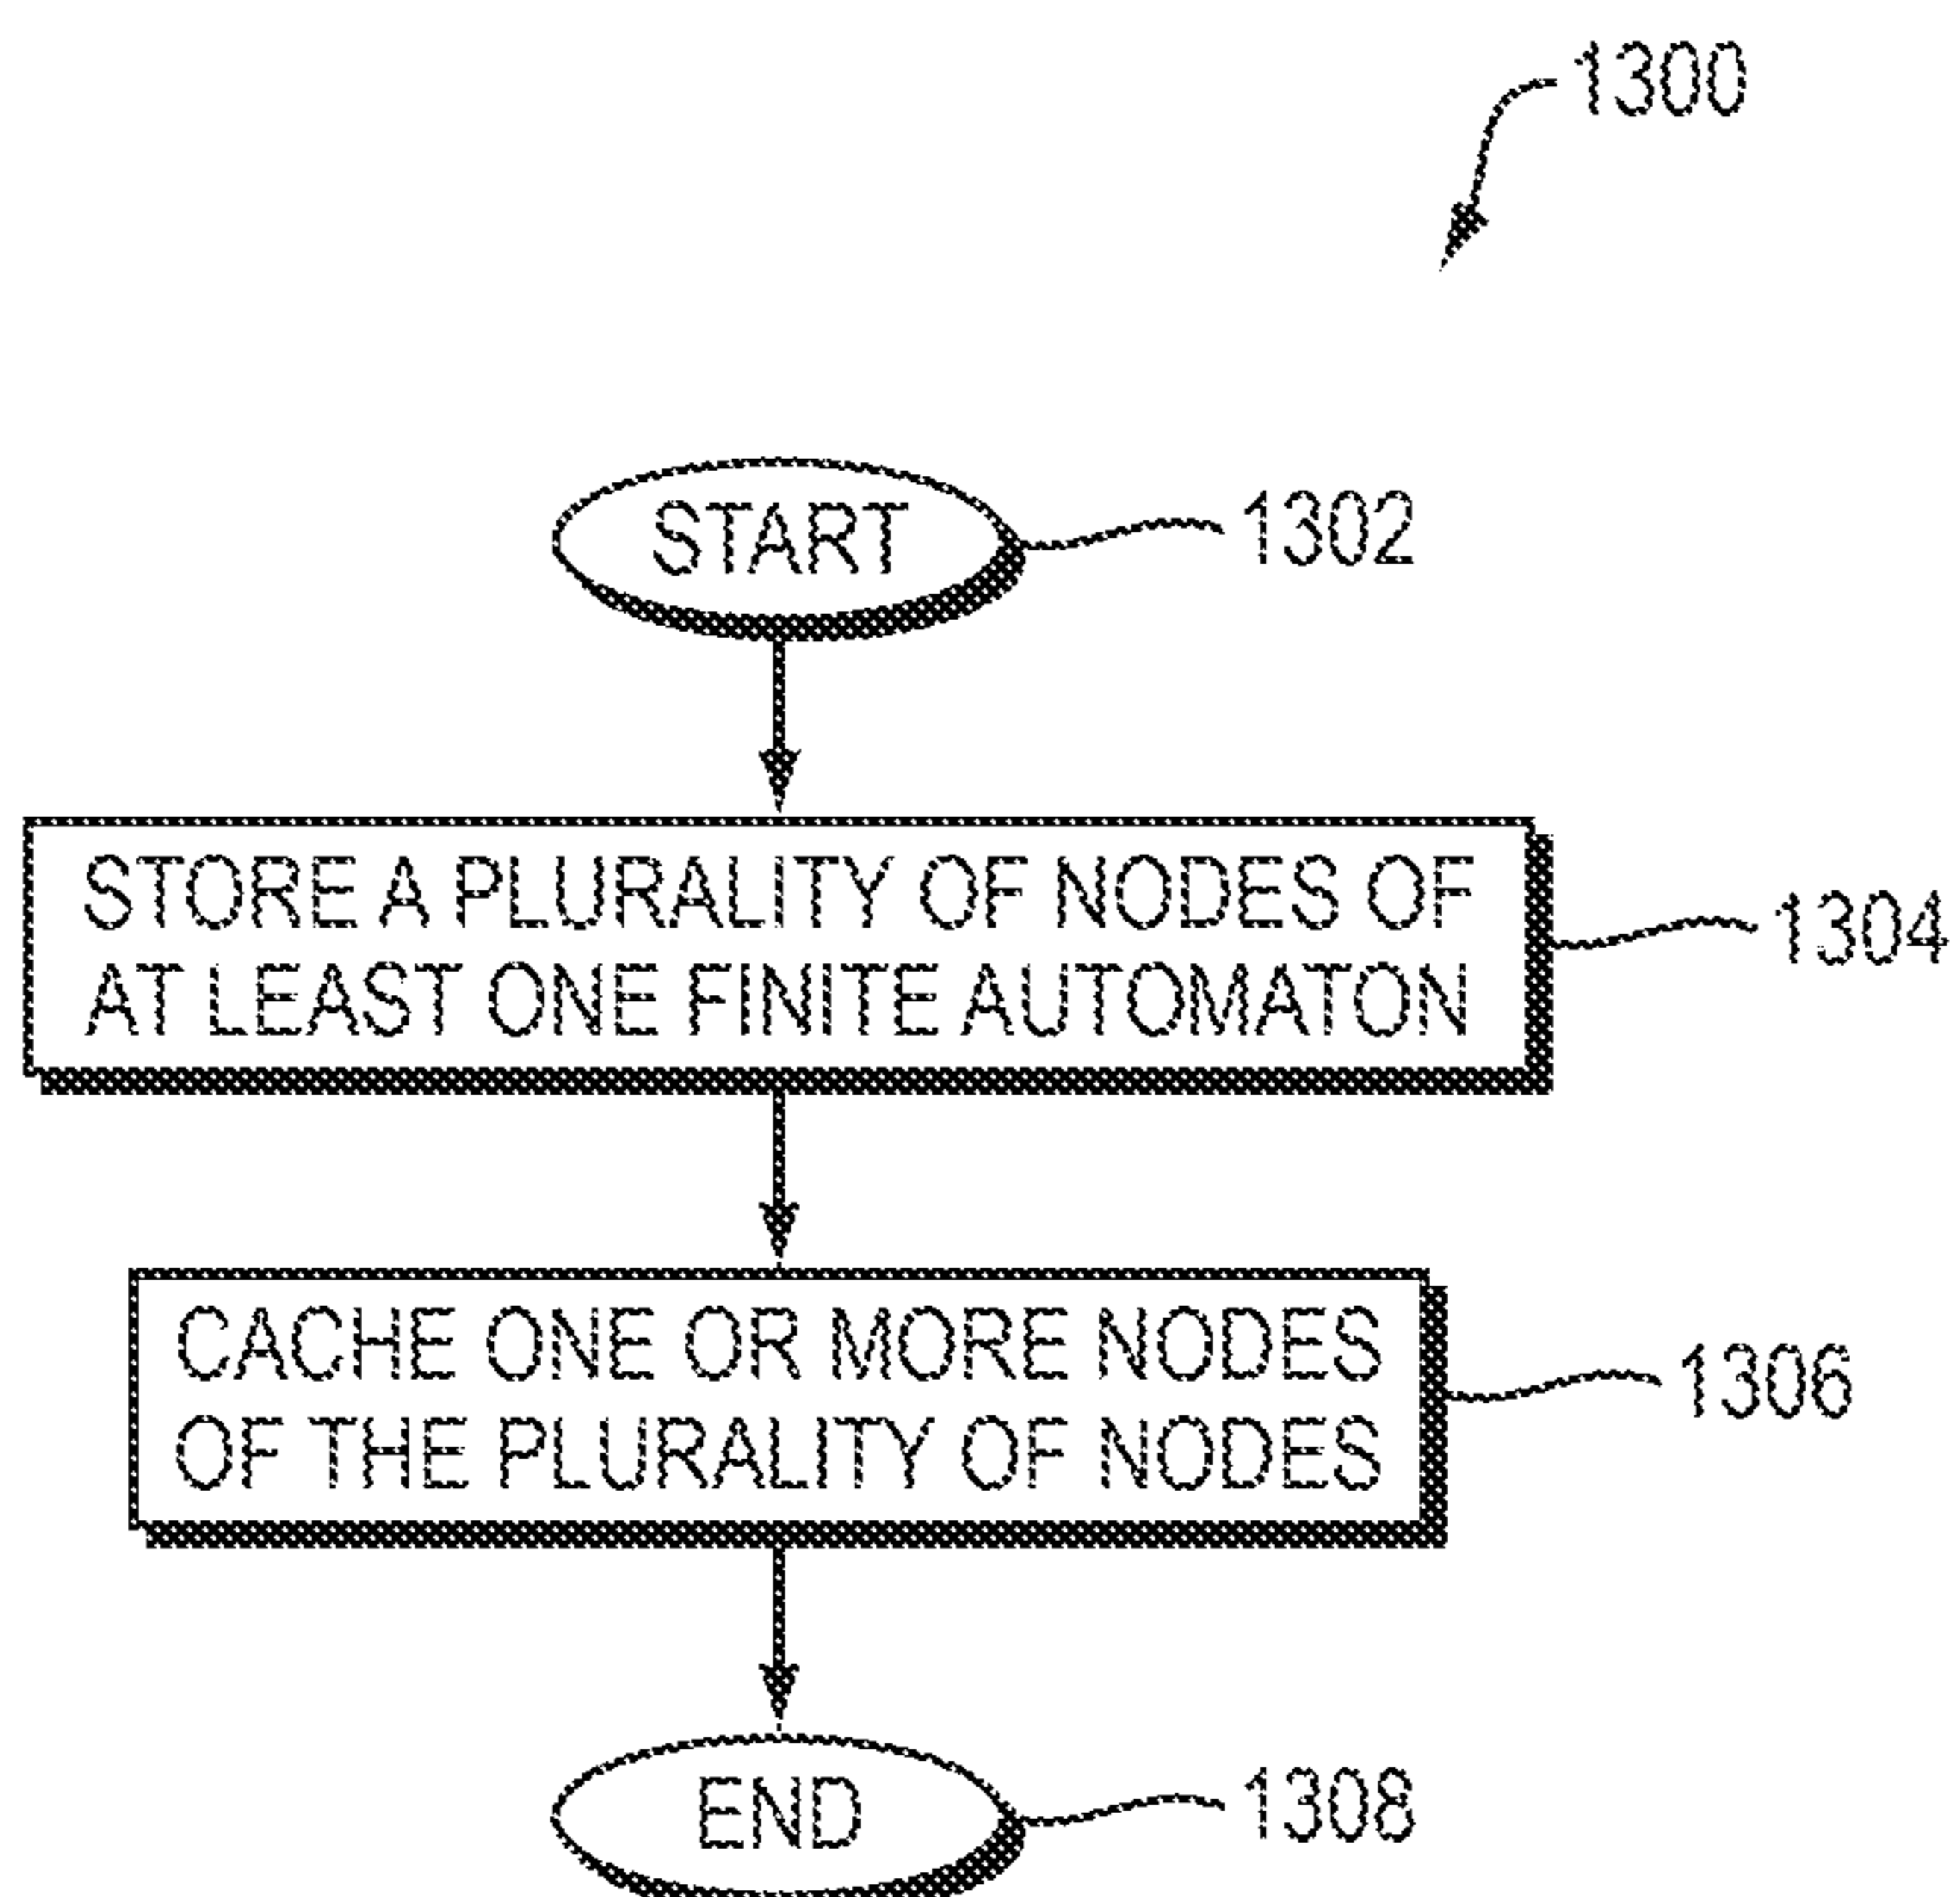 1300
START
1302
STORE A PLURALITY OF NODES OF
AT LEAST ONE FINITE AUTOMATON
1304
CACHE ONE OR MORE NODES
OF THE PLURALITY OF NODES
1306
END
1308